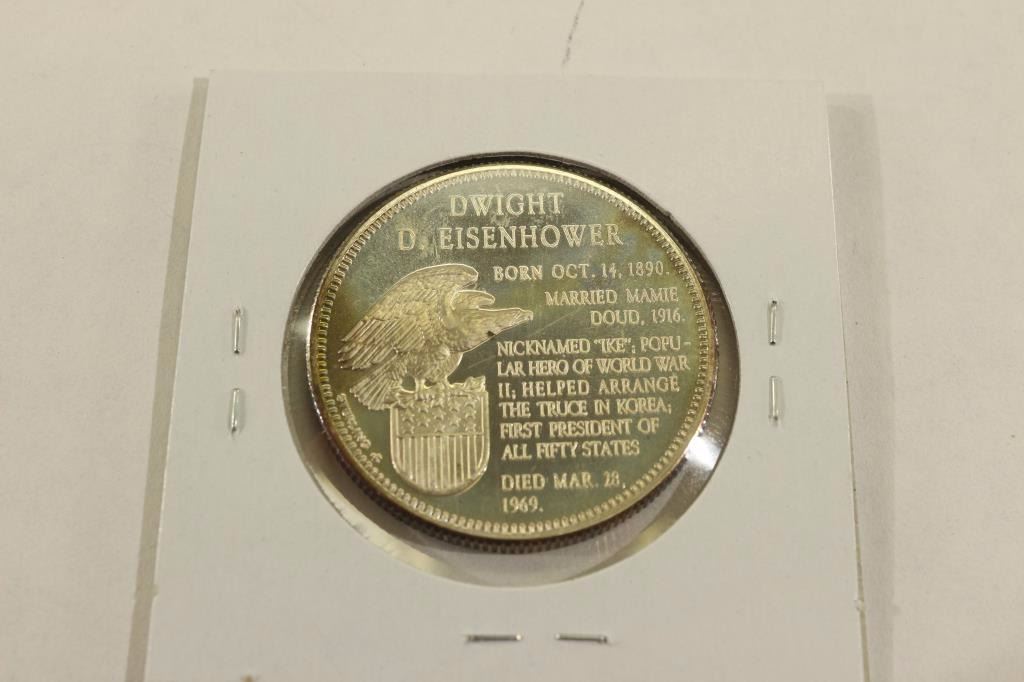 DWIGHT
D. EISENHOWER
BORN OCT. 14, 1890.
MARRIED MAMIE
DOUD, 1916.
NICKNAMED "IKE"; POPU-
LAR HERO OF WORLD WAR
II; HELPED ARRANGE
THE TRUCE IN KOREA;
FIRST PRESIDENT OF
ALL FIFTY STATES
DIED MAR. 28,
1969.